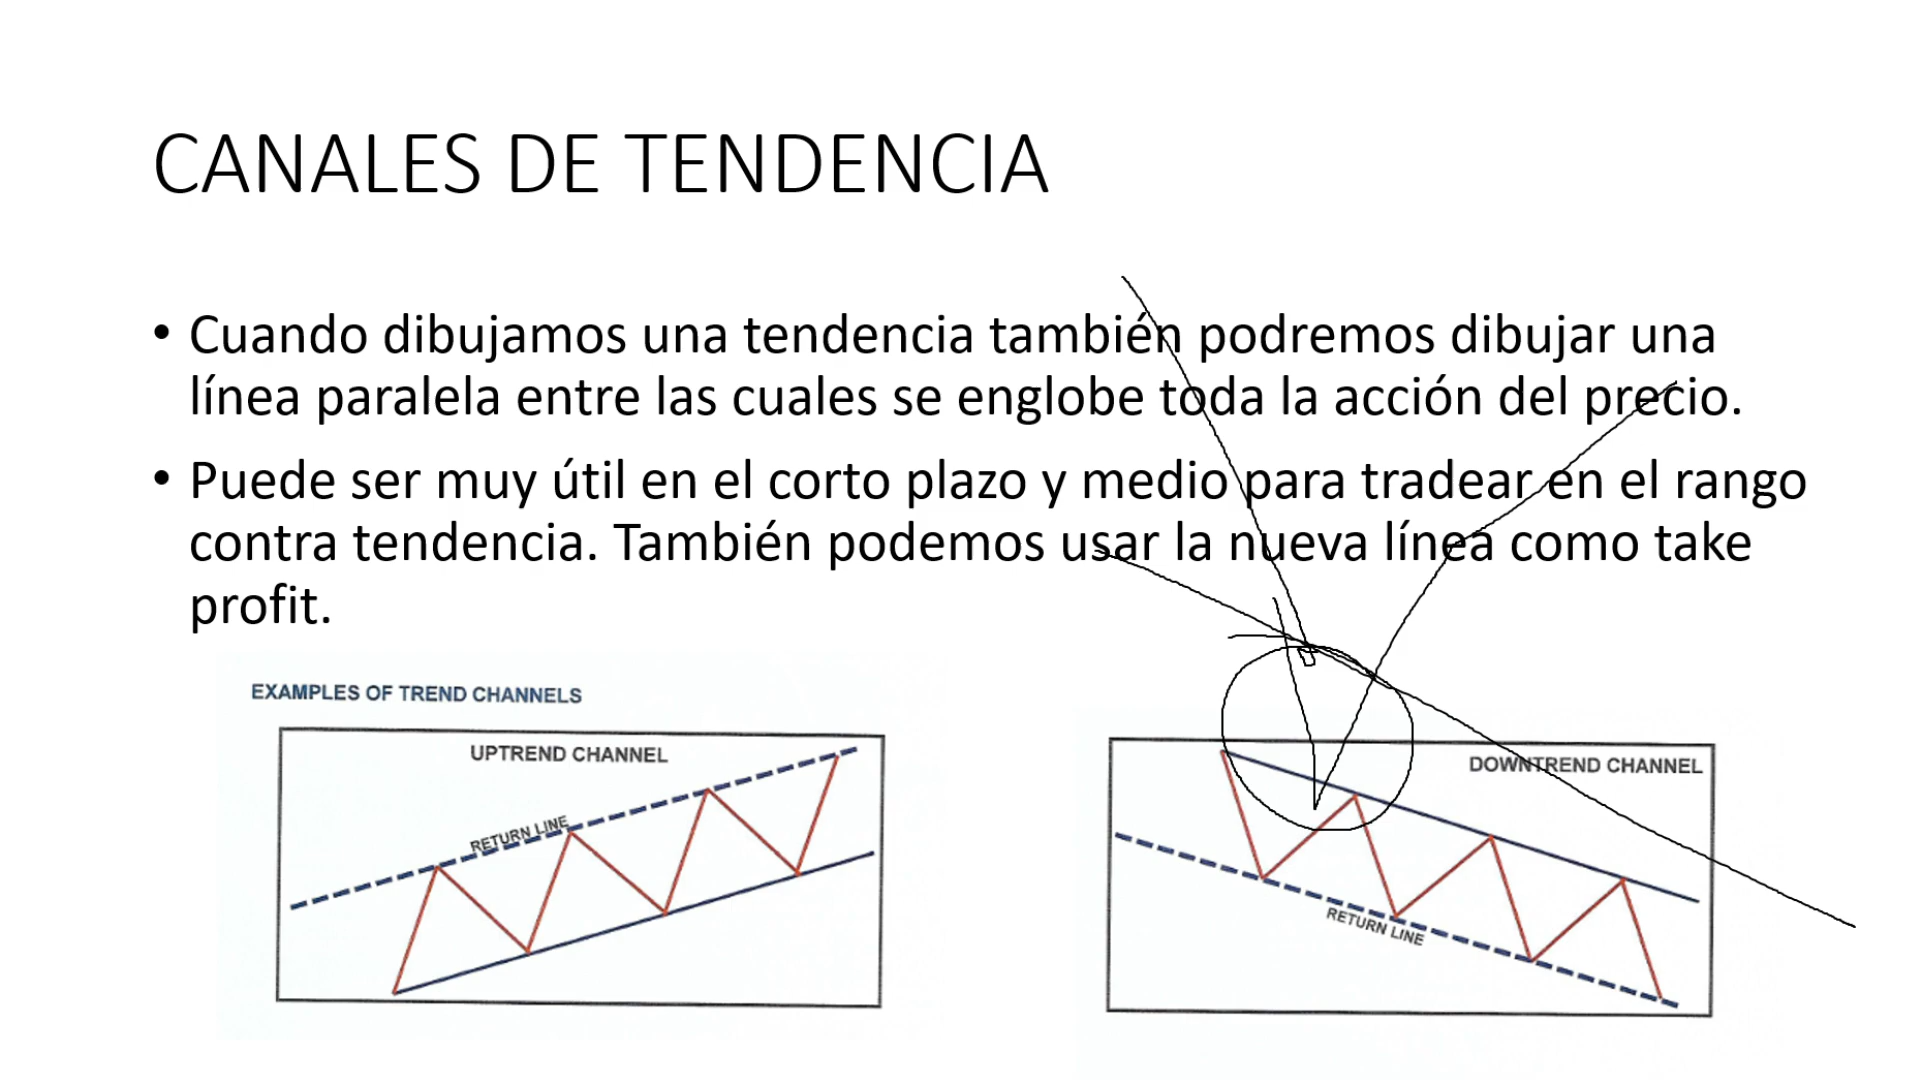 CANALES DE TENDENCIA
• Cuando dibujamos una tendencia también podremos dibujar una
línea paralela entre las cuales se englobe toda la acción del precio.
• Puede ser muy útil en el corto plazo y medio para tradear en el rango
contra tendencia. También podemos usar la nueva línea como take
profit.
EXAMPLES OF TREND CHANNELS
UPTREND CHANNEL
RETURN LINE
DOWNTREND CHANNEL
RETURN LINE